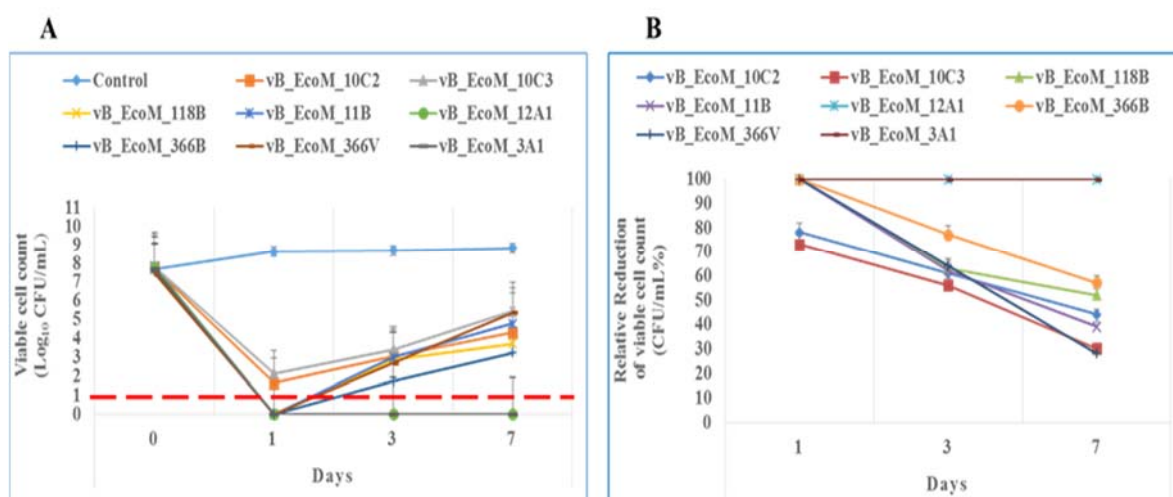 A
Control vB_EcoM_10C2 vB_EcoM_10C3
vB_EcoM_118B vB_EcoM_11B vB_EcoM_12A1
vB_EcoM_366B vB_EcoM_366V vB_EcoM_3A1
Viable cell count
(Log₁₀ CFU/mL)
11
10
9
8
7
6
5
4
3
2
1
0
0 1 3 7
Days
B
vB_EcoM_10C2 vB_EcoM_10C3 vB_EcoM_118B
vB_EcoM_11B vB_EcoM_12A1 vB_EcoM_366B
vB_EcoM_366V vB_EcoM_3A1
Relative Reduction
of viable cell count
(CFU/mL%)
100
90
80
70
60
50
40
30
20
10
0
1 3 7
Days